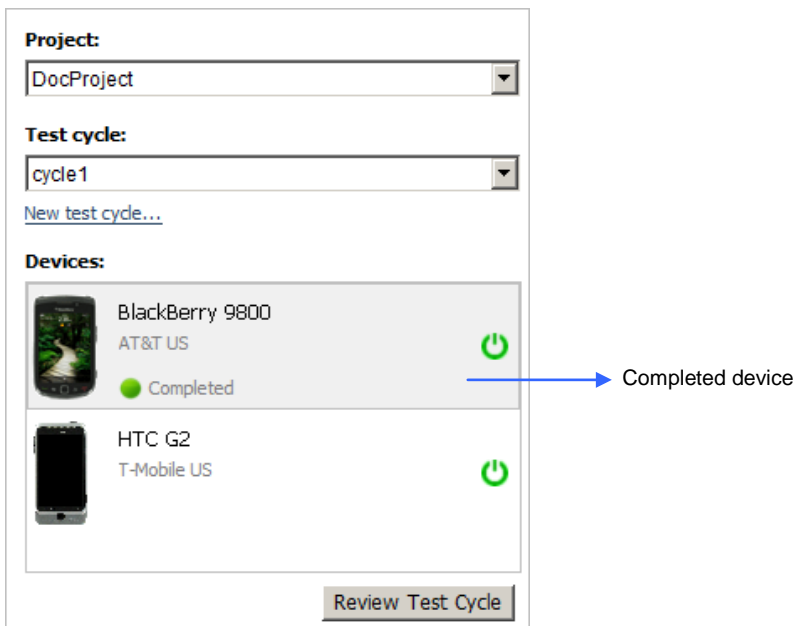 Project:
DocProject
Test cycle:
cycle1
New test cycle...
Devices:
BlackBerry 9800
AT&T US
Completed
Completed device
HTC G2
T-Mobile US
Review Test Cycle